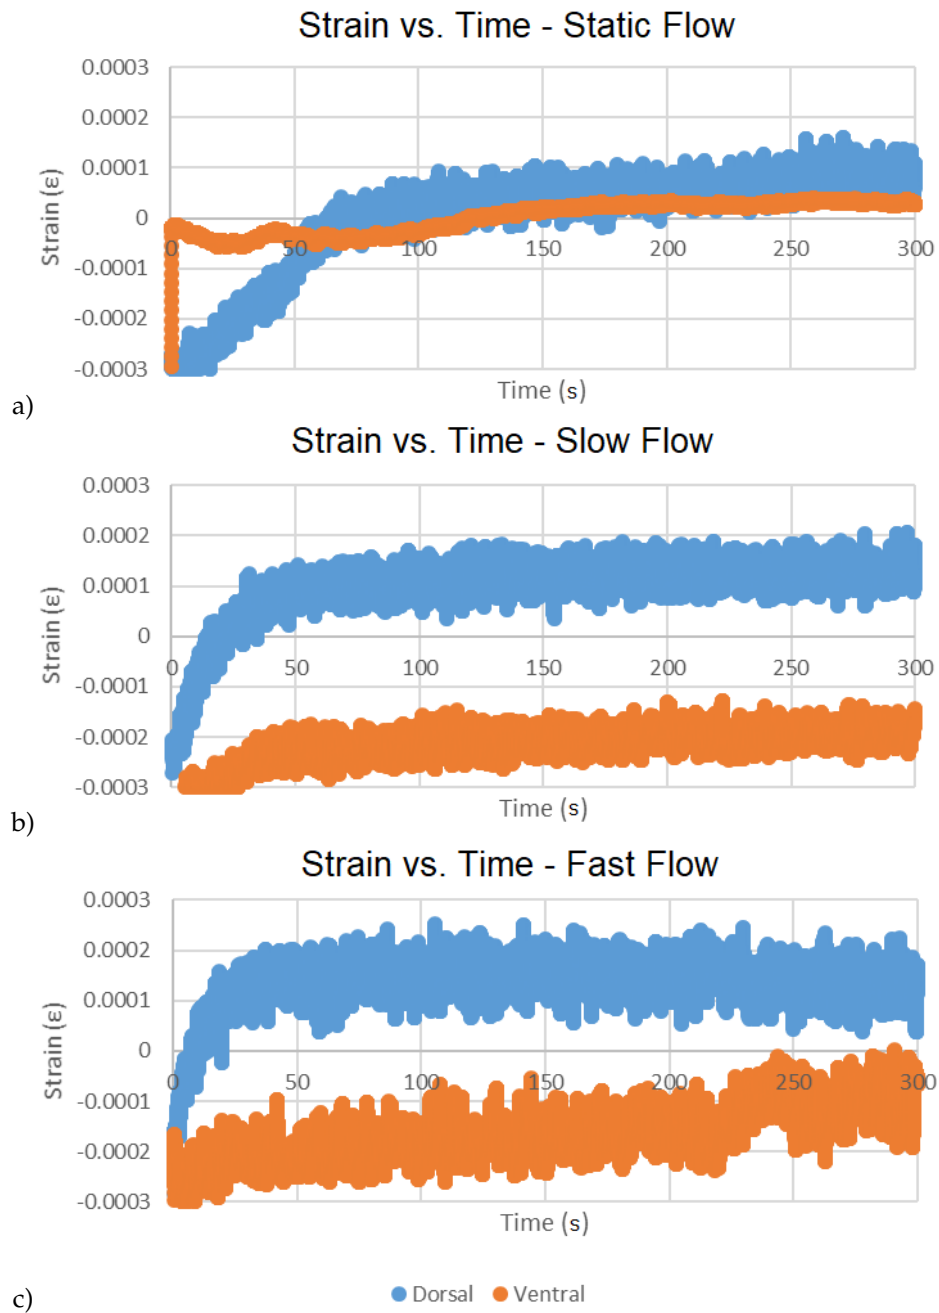 Strain vs. Time - Static Flow
0.0003
0.0002
0.0001
0
-0.0001
-0.0002
-0.0003
Strain (ε)
0 50 100 150 200 250 300
Time (s)
a)
Strain vs. Time - Slow Flow
0.0003
0.0002
0.0001
0
-0.0001
-0.0002
-0.0003
Strain (ε)
0 50 100 150 200 250 300
Time (s)
b)
Strain vs. Time - Fast Flow
0.0003
0.0002
0.0001
0
-0.0001
-0.0002
-0.0003
Strain (ε)
0 50 100 150 200 250 300
Time (s)
c)
Dorsal Ventral